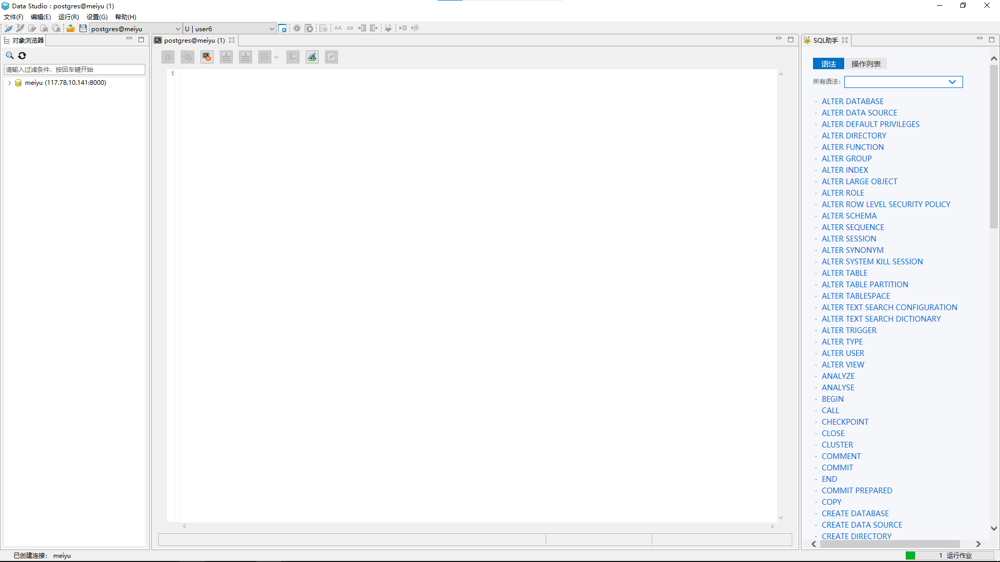 Data Studio : postgres@meiyu (1)
文件(F) 编辑(E) 运行(R) 设置(G) 帮助(H)
postgres@meiyu U | user6 AA aa
对象浏览器
请输入过滤条件，按回车键开始
meiyu (117.78.10.141:8000)
postgres@meiyu (1)
1
SQL助手
语法 操作列表
所有语法:
· ALTER DATABASE
· ALTER DATA SOURCE
· ALTER DEFAULT PRIVILEGES
· ALTER DIRECTORY
· ALTER FUNCTION
· ALTER GROUP
· ALTER INDEX
· ALTER LARGE OBJECT
· ALTER ROLE
· ALTER ROW LEVEL SECURITY POLICY
· ALTER SCHEMA
· ALTER SEQUENCE
· ALTER SESSION
· ALTER SYNONYM
· ALTER SYSTEM KILL SESSION
· ALTER TABLE
· ALTER TABLE PARTITION
· ALTER TABLESPACE
· ALTER TEXT SEARCH CONFIGURATION
· ALTER TEXT SEARCH DICTIONARY
· ALTER TRIGGER
· ALTER TYPE
· ALTER USER
· ALTER VIEW
· ANALYZE
· ANALYSE
· BEGIN
· CALL
· CHECKPOINT
· CLOSE
· CLUSTER
· COMMENT
· COMMIT
· END
· COMMIT PREPARED
· COPY
· CREATE DATABASE
· CREATE DATA SOURCE
· CREATE DIRECTORY
已创建连接: meiyu
1 运行作业